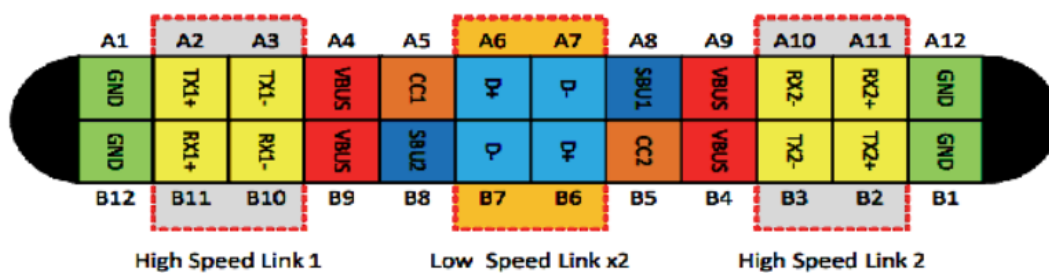 A1 A2 A3 A4 A5 A6 A7 A8 A9 A10 A11 A12
GND TX1+ TX1- VBUS CC1 D+ D- SBU1 VBUS RX2- RX2+ GND
GND RX1+ RX1- VBUS SBU2 D- D+ CC2 VBUS TX2- TX2+ GND
B12 B11 B10 B9 B8 B7 B6 B5 B4 B3 B2 B1
High Speed Link 1 Low Speed Link x2 High Speed Link 2